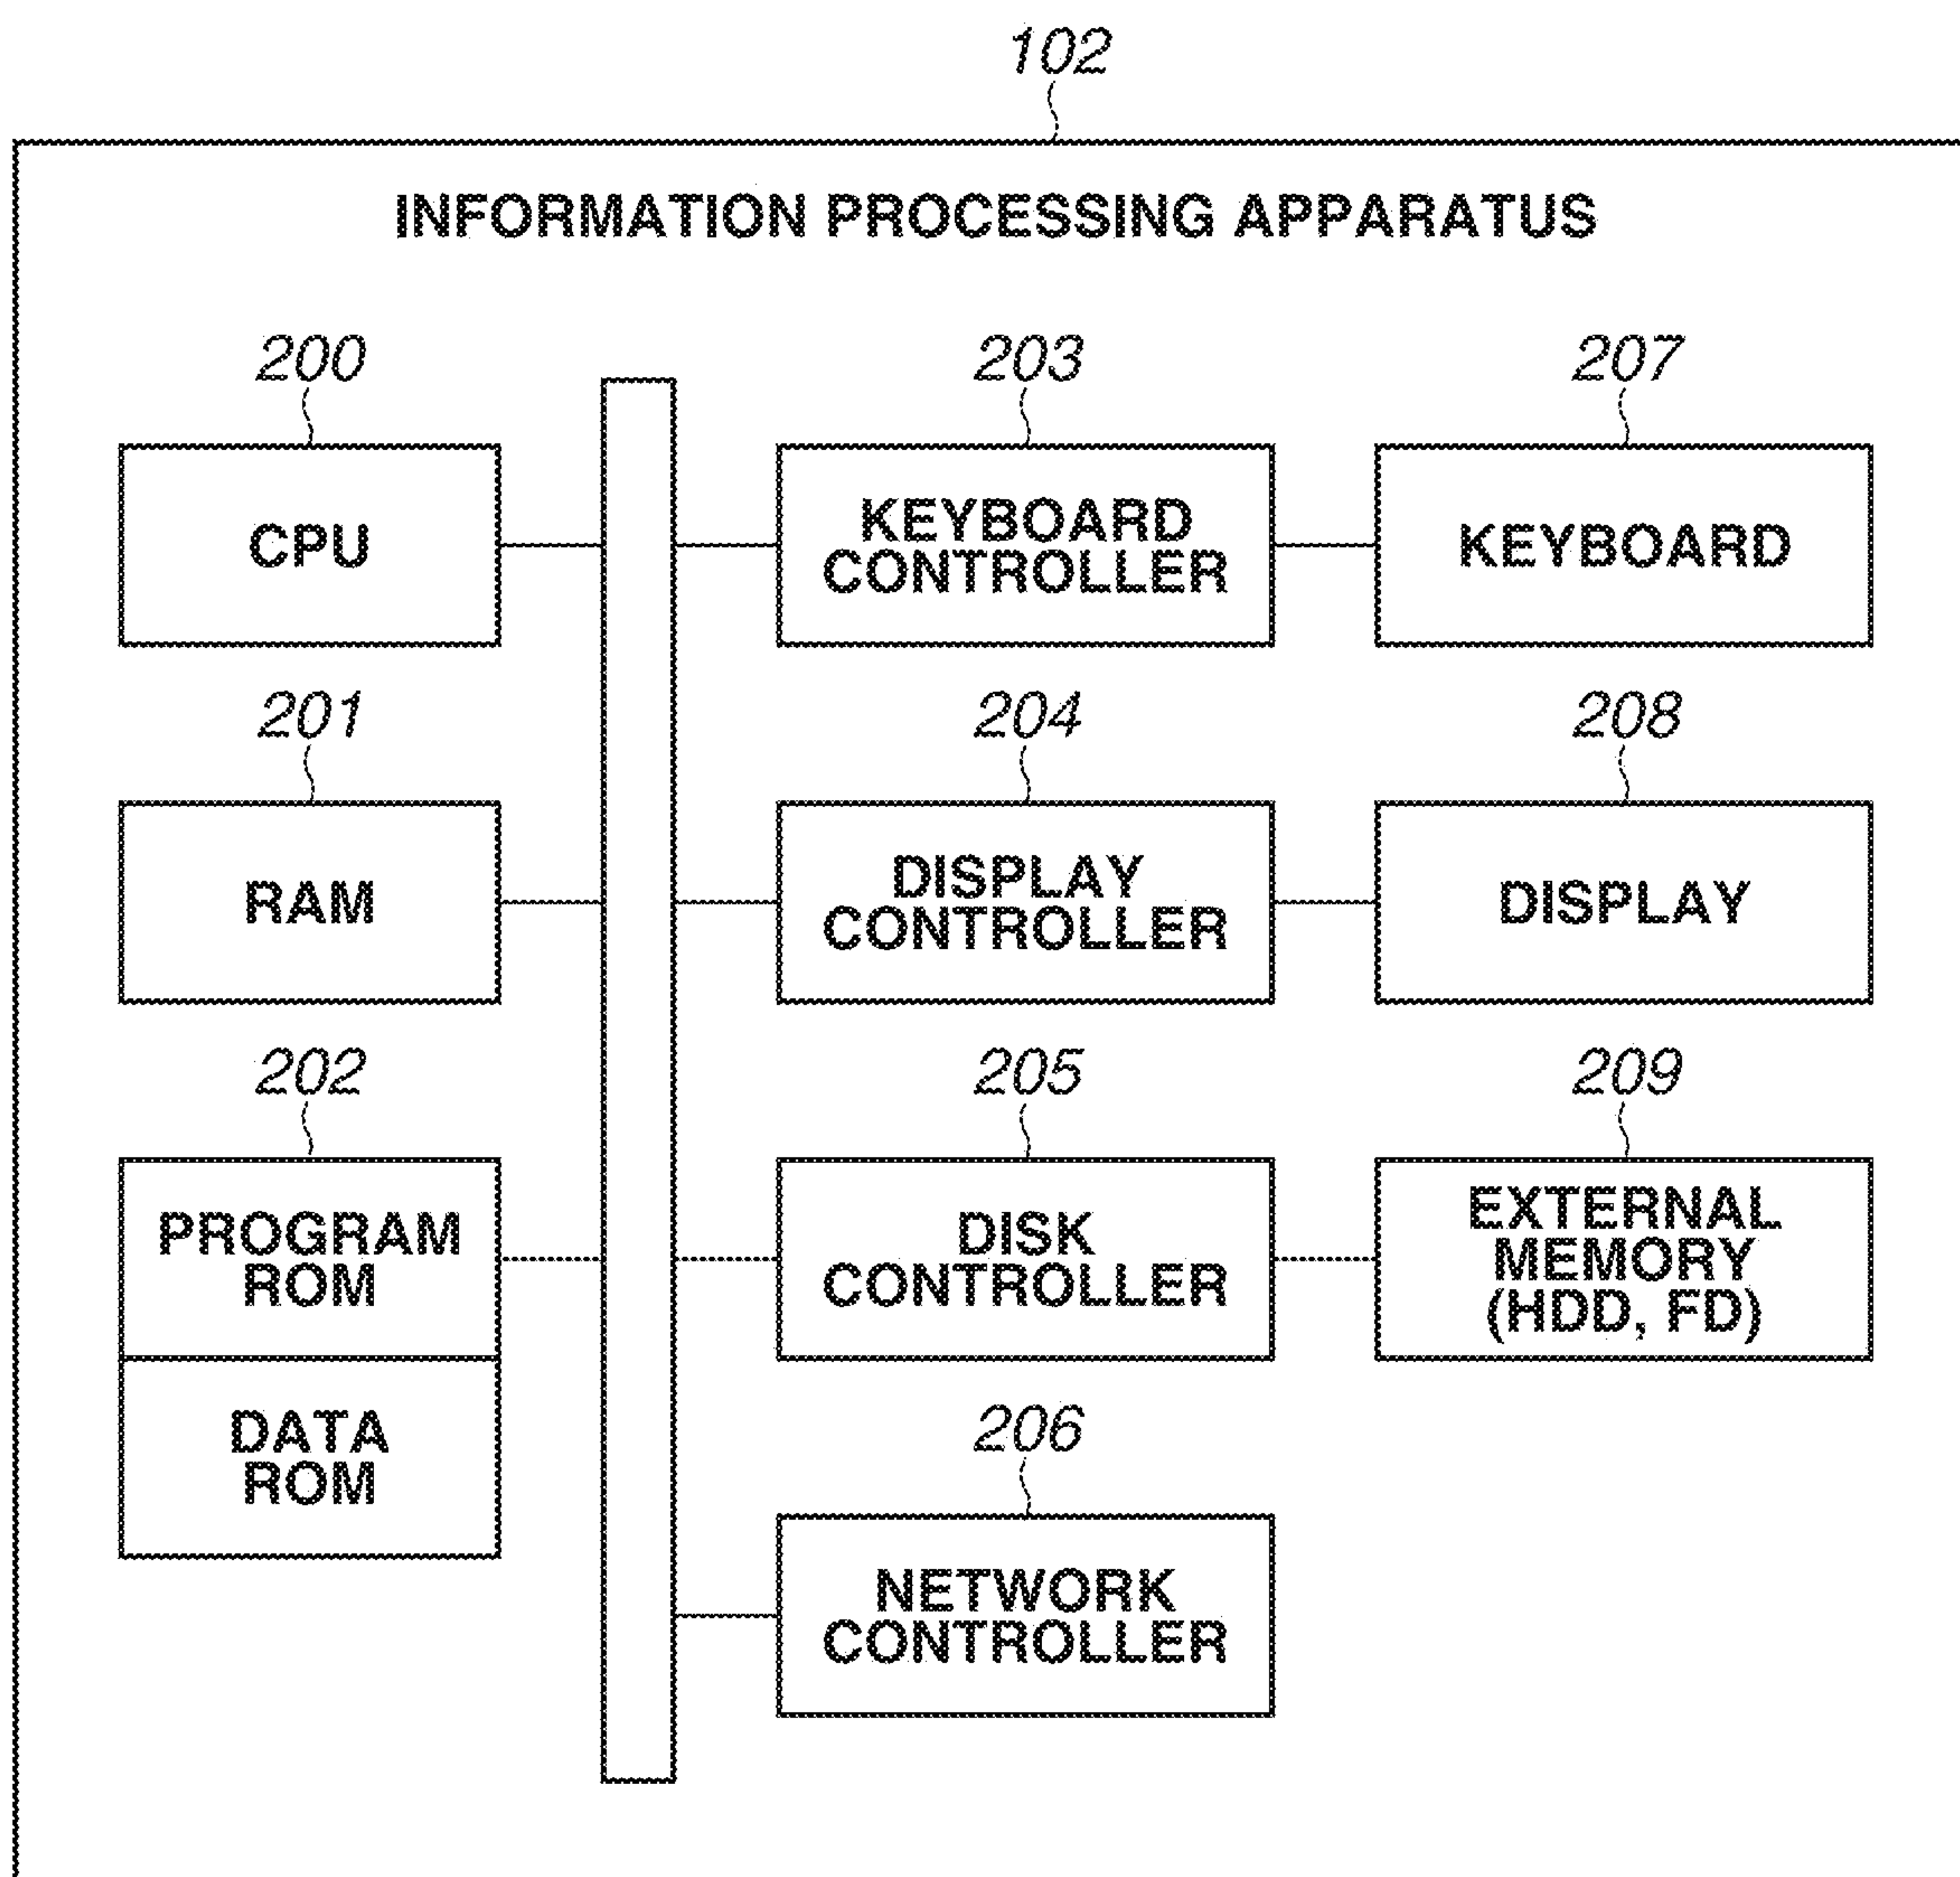 102
INFORMATION PROCESSING APPARATUS
200
203
207
CPU
KEYBOARD
CONTROLLER
KEYBOARD
201
204
208
RAM
DISPLAY
CONTROLLER
DISPLAY
202
205
209
PROGRAM
ROM
DISK
CONTROLLER
EXTERNAL
MEMORY
(HDD, FD)
DATA
ROM
206
NETWORK
CONTROLLER